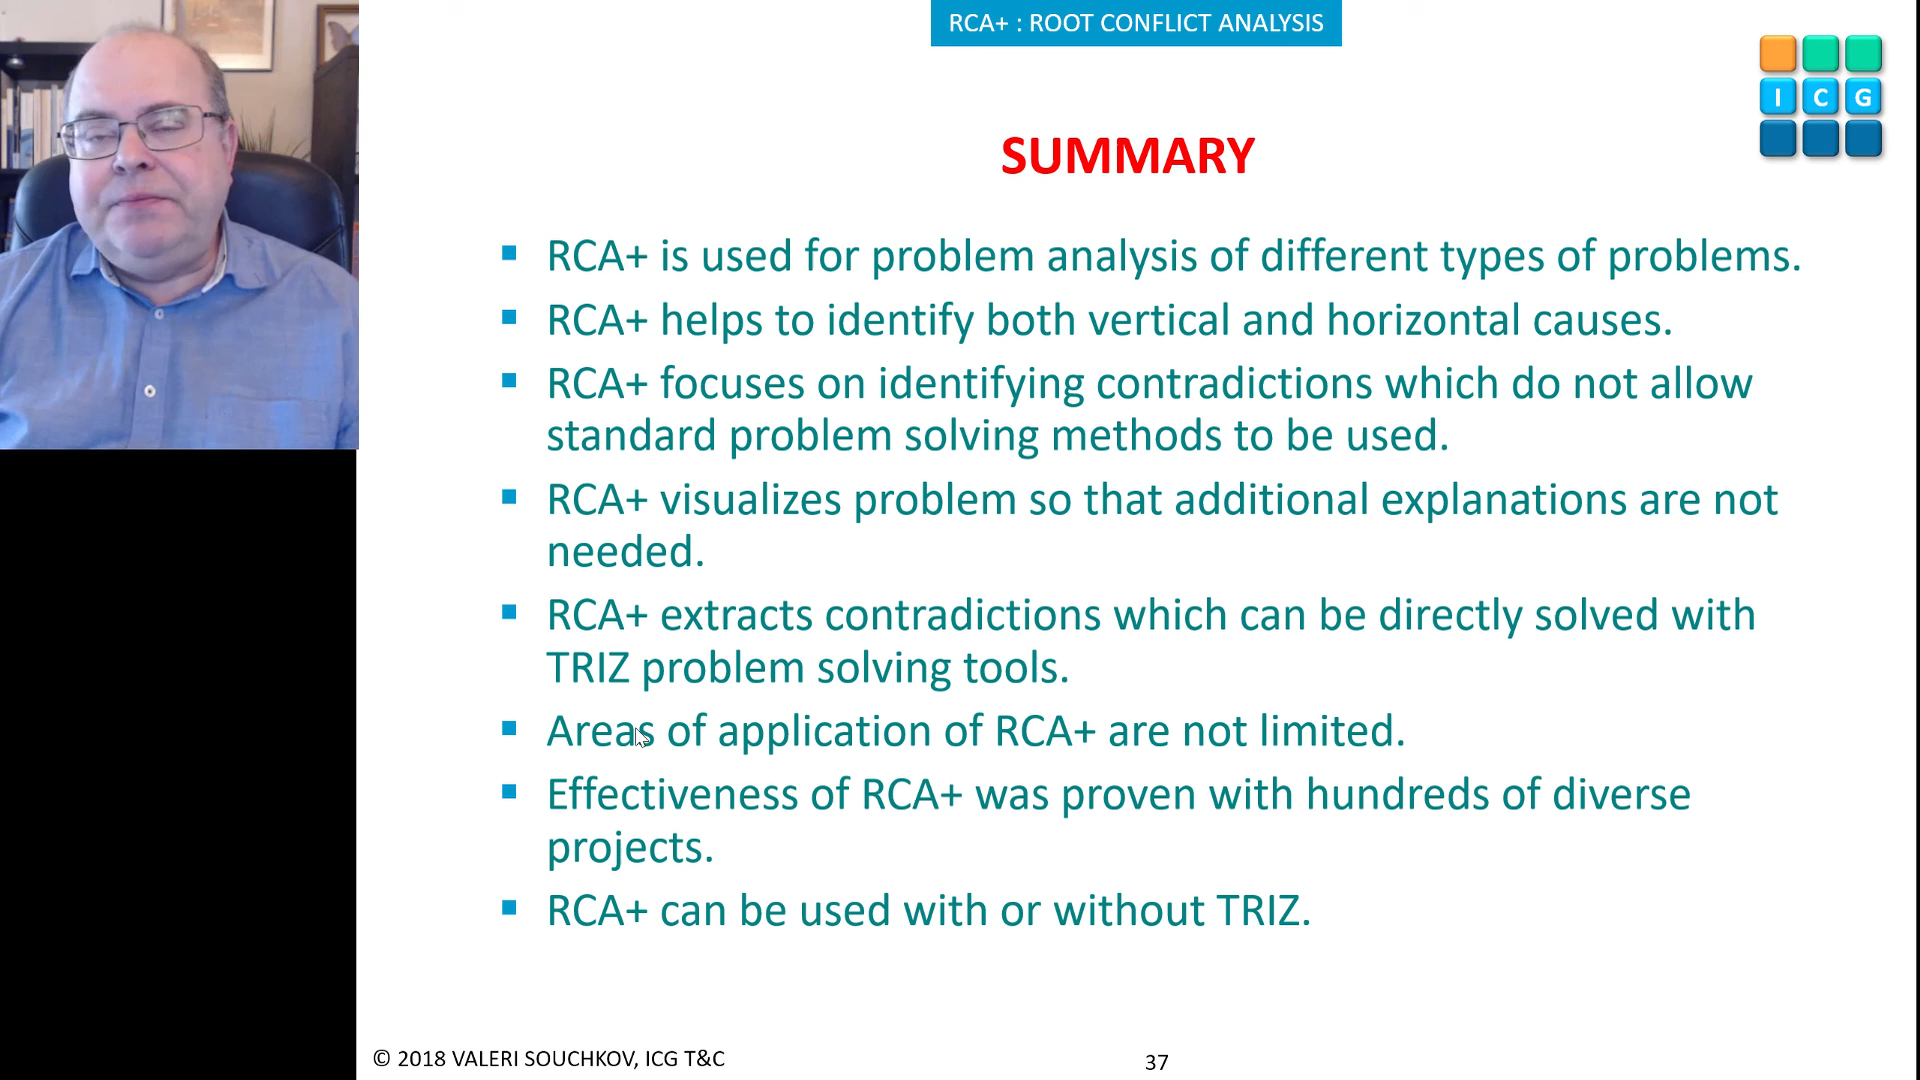 RCA+ : ROOT CONFLICT ANALYSIS
I C G
SUMMARY
RCA+ is used for problem analysis of different types of problems.
RCA+ helps to identify both vertical and horizontal causes.
RCA+ focuses on identifying contradictions which do not allow
standard problem solving methods to be used.
RCA+ visualizes problem so that additional explanations are not
needed.
RCA+ extracts contradictions which can be directly solved with
TRIZ problem solving tools.
Areas of application of RCA+ are not limited.
Effectiveness of RCA+ was proven with hundreds of diverse
projects.
RCA+ can be used with or without TRIZ.
© 2018 VALERI SOUCHKOV, ICG T&C
37